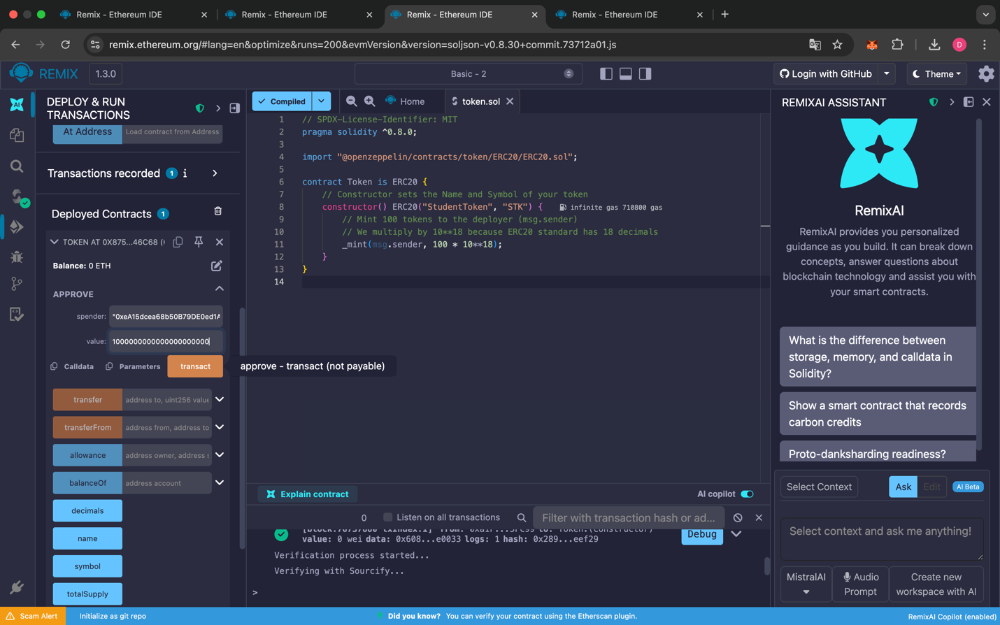 Remix - Ethereum IDE
Remix - Ethereum IDE
Remix - Ethereum IDE
Remix - Ethereum IDE
remix.ethereum.org/#lang=en&optimize&runs=200&evmVersion&version=soljson-v0.8.30+commit.73712a01.js
D
REMIX
1.3.0
Basic - 2
Login with GitHub
Theme
AI
DEPLOY & RUN
TRANSACTIONS
At Address
Load contract from Address
Transactions recorded 1 i
Deployed Contracts 1
TOKEN AT 0X875...46C68 (
Balance: 0 ETH
APPROVE
spender: "0xeA15dcea68b50B79DE0ed1A
value: 100000000000000000000
Calldata
Parameters
transact
approve - transact (not payable)
transfer
address to, uint256 value
transferFrom
address from, address to
allowance
address owner, address s
balanceOf
address account
decimals
name
symbol
totalSupply
Compiled
Home
token.sol
1 // SPDX-License-Identifier: MIT
2 pragma solidity ^0.8.0;
3
4 import "@openzeppelin/contracts/token/ERC20/ERC20.sol";
5
6 contract Token is ERC20 {
7 // Constructor sets the Name and Symbol of your token
8 constructor() ERC20("StudentToken", "STK") { infinite gas 710800 gas
9 // Mint 100 tokens to the deployer (msg.sender)
10 // We multiply by 10**18 because ERC20 standard has 18 decimals
11 _mint(msg.sender, 100 * 10**18);
12 }
13 }
14
Explain contract
AI copilot
0
Listen on all transactions
Filter with transaction hash or ad...
value: 0 wei data: 0x608...e0033 logs: 1 hash: 0x289...eef29
Debug
Verification process started...
Verifying with Sourcify...
>
REMIXAI ASSISTANT
RemixAI
RemixAI provides you personalized
guidance as you build. It can break down
concepts, answer questions about
blockchain technology and assist you with
your smart contracts.
What is the difference between
storage, memory, and calldata in
Solidity?
Show a smart contract that records
carbon credits
Proto-danksharding readiness?
Select Context
Ask
Edit
AI Beta
Select context and ask me anything!
MistralAI
Audio
Prompt
Create new
workspace with AI
Scam Alert
Initialize as git repo
Did you know? You can verify your contract using the Etherscan plugin.
RemixAI Copilot (enabled)